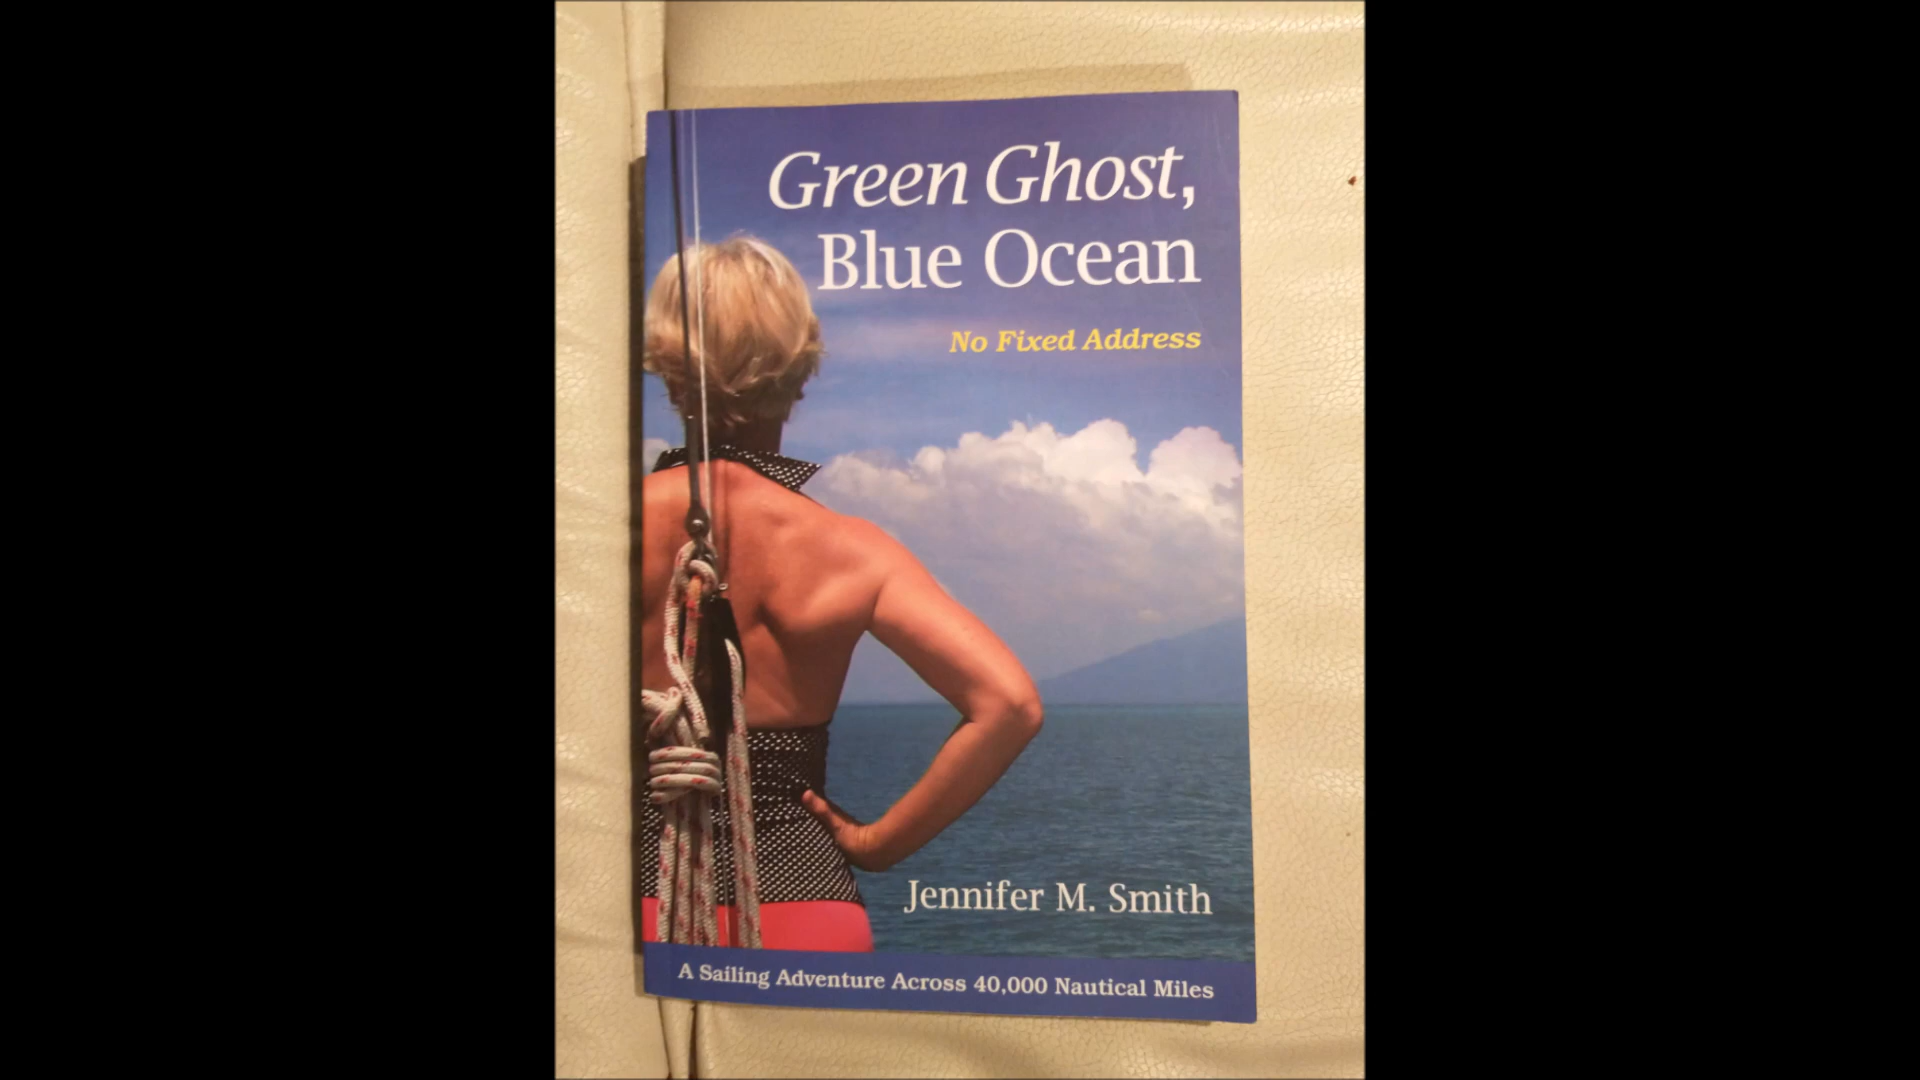 Green Ghost,
Blue Ocean
No Fixed Address
Jennifer M. Smith
A Sailing Adventure Across 40,000 Nautical Miles